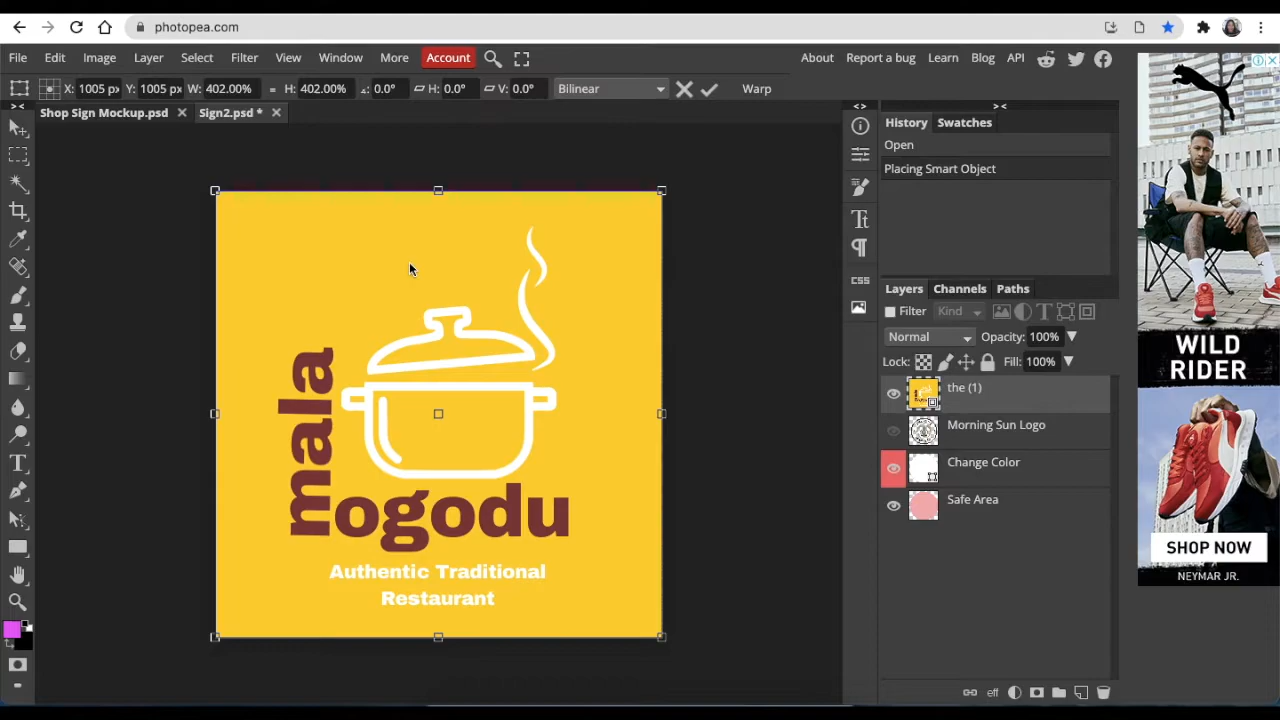 photopea.com
File Edit Image Layer Select Filter View Window More Account About Report a bug Learn Blog API
X: 1005 px Y: 1005 px W: 402.00% = H: 402.00% 0.0° H: 0.0° V: 0.0° Bilinear Warp
Shop Sign Mockup.psd Sign2.psd *
History Swatches
Open
Placing Smart Object
Layers Channels Paths
Filter Kind
Normal Opacity: 100%
Lock: Fill: 100%
the (1)
Morning Sun Logo
Change Color
Safe Area
CSS
eff
mala
nogodu
Authentic Traditional
Restaurant
WILD
RIDER
SHOP NOW
NEYMAR JR.